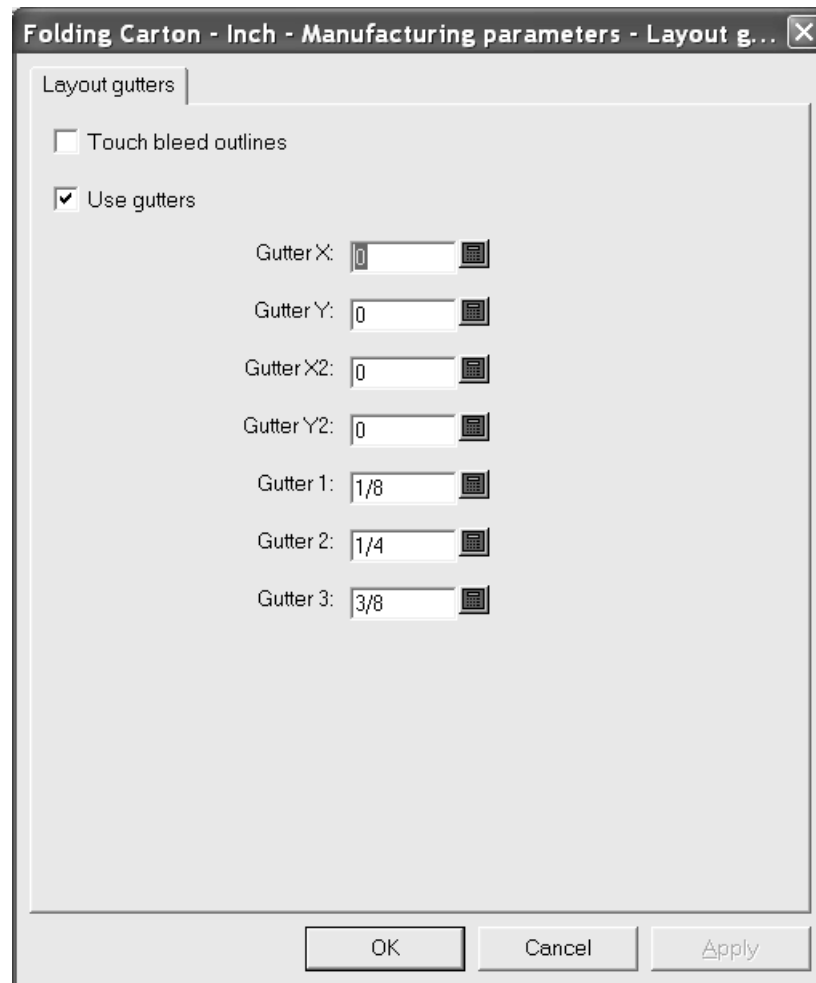 Folding Carton - Inch - Manufacturing parameters - Layout g...
Layout gutters
Touch bleed outlines
Use gutters
Gutter X: 0
Gutter Y: 0
Gutter X2: 0
Gutter Y2: 0
Gutter 1: 1/8
Gutter 2: 1/4
Gutter 3: 3/8
OK Cancel Apply